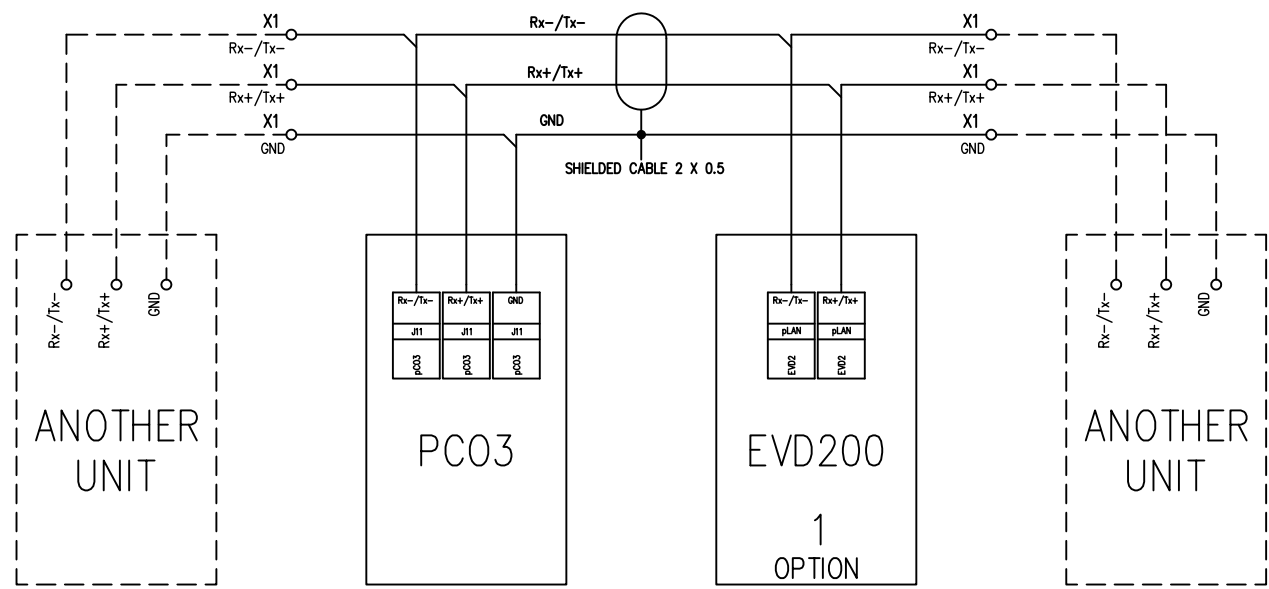 X1
Rx-/Tx-
Rx-/Tx-
X1
Rx-/Tx-
X1
Rx+/Tx+
Rx+/Tx+
X1
Rx+/Tx+
X1
GND
GND
X1
GND
SHIELDED CABLE 2 X 0.5
Rx-/Tx-
Rx+/Tx+
GND
ANOTHER
UNIT
Rx-/Tx-
Rx+/Tx+
GND
J11
J11
J11
pCO3
pCO3
pCO3
PCO3
Rx-/Tx-
Rx+/Tx+
pLAN
pLAN
EVD2
EVD2
EVD200
1
OPTION
Rx-/Tx-
Rx+/Tx+
GND
ANOTHER
UNIT